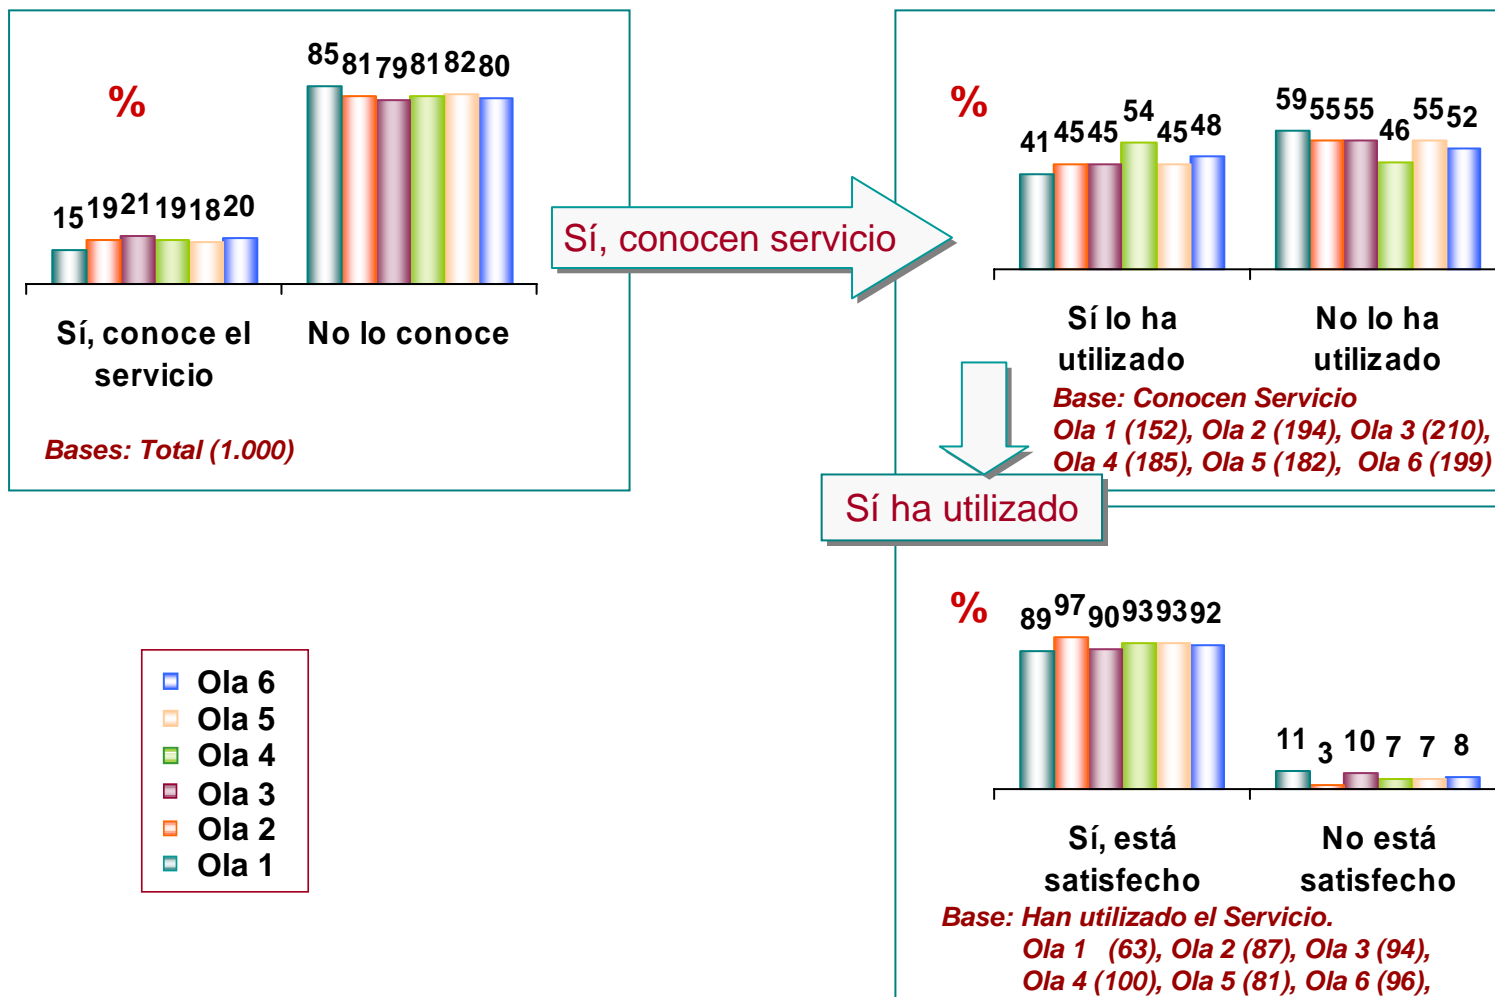 %
85 81 79 81 82 80
15 19 21 19 18 20
Sí, conoce el
servicio
No lo conoce
Bases: Total (1.000)
Sí, conocen servicio
%
41 45 45 54 45 48
59 55 55 46 55 52
Sí lo ha
utilizado
No lo ha
utilizado
Base: Conocen Servicio
Ola 1 (152), Ola 2 (194), Ola 3 (210),
Ola 4 (185), Ola 5 (182), Ola 6 (199)
Sí ha utilizado
%
89 97 90 93 93 92
11 3 10 7 7 8
Sí, está
satisfecho
No está
satisfecho
Base: Han utilizado el Servicio.
Ola 1 (63), Ola 2 (87), Ola 3 (94),
Ola 4 (100), Ola 5 (81), Ola 6 (96),
Ola 6
Ola 5
Ola 4
Ola 3
Ola 2
Ola 1